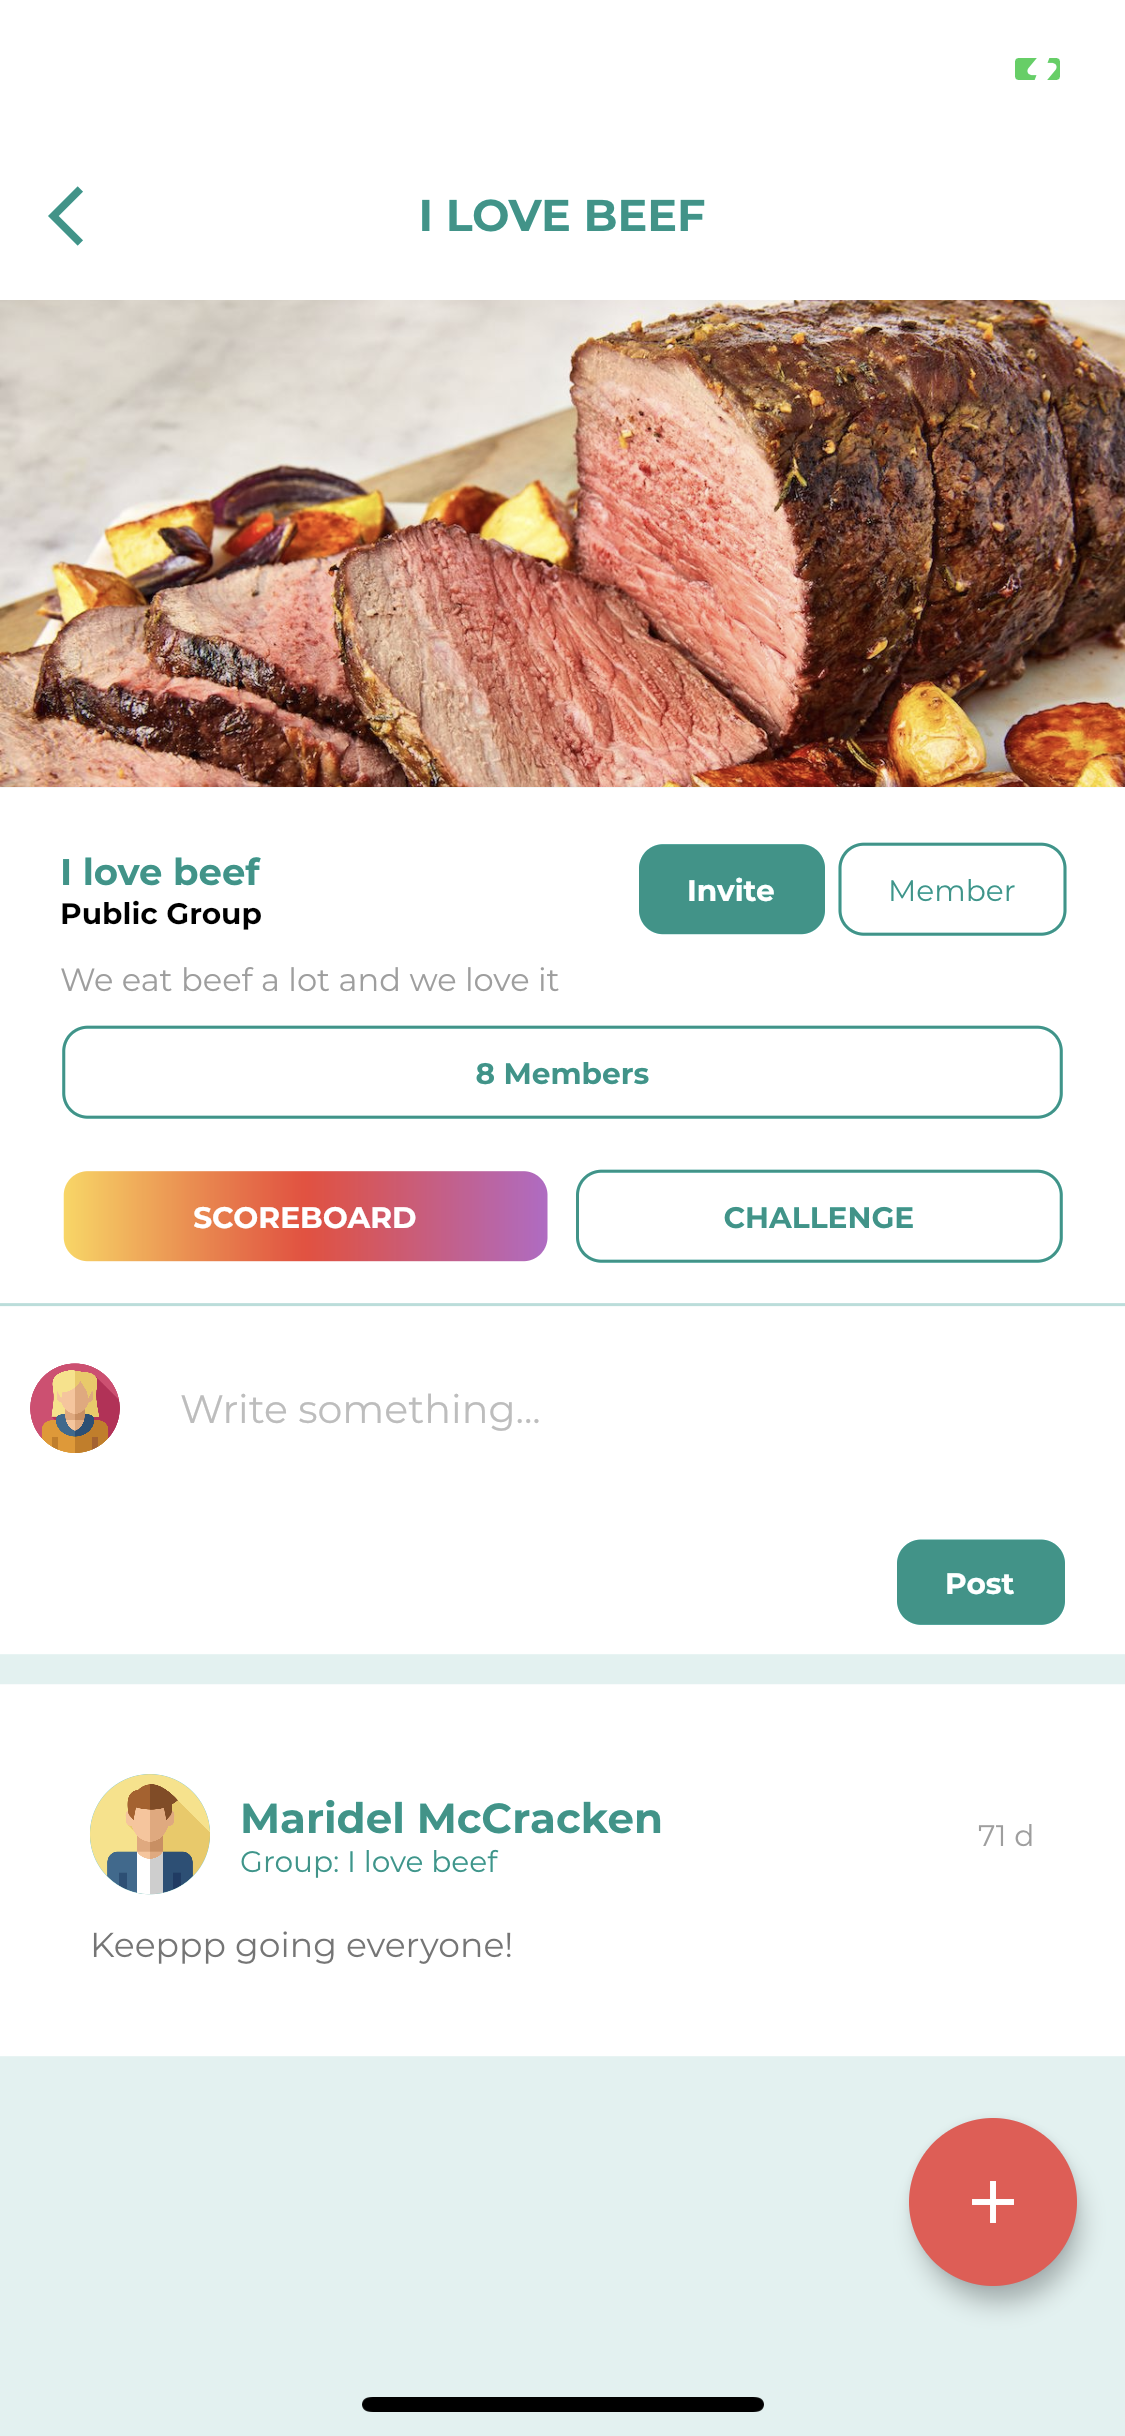 I LOVE BEEF
I love beef
Public Group
Invite
Member
We eat beef a lot and we love it
8 Members
SCOREBOARD
CHALLENGE
Write something...
Post
Maridel McCracken
Group: I love beef
71 d
Keeppp going everyone!